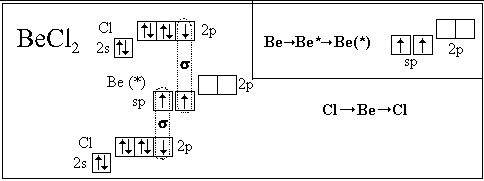 BeCl2
Cl
2s
2p
σ
Be (*)
sp
2p
σ
Cl
2s
2p
Be→Be*→Be(*)
sp
2p
Cl→Be→Cl